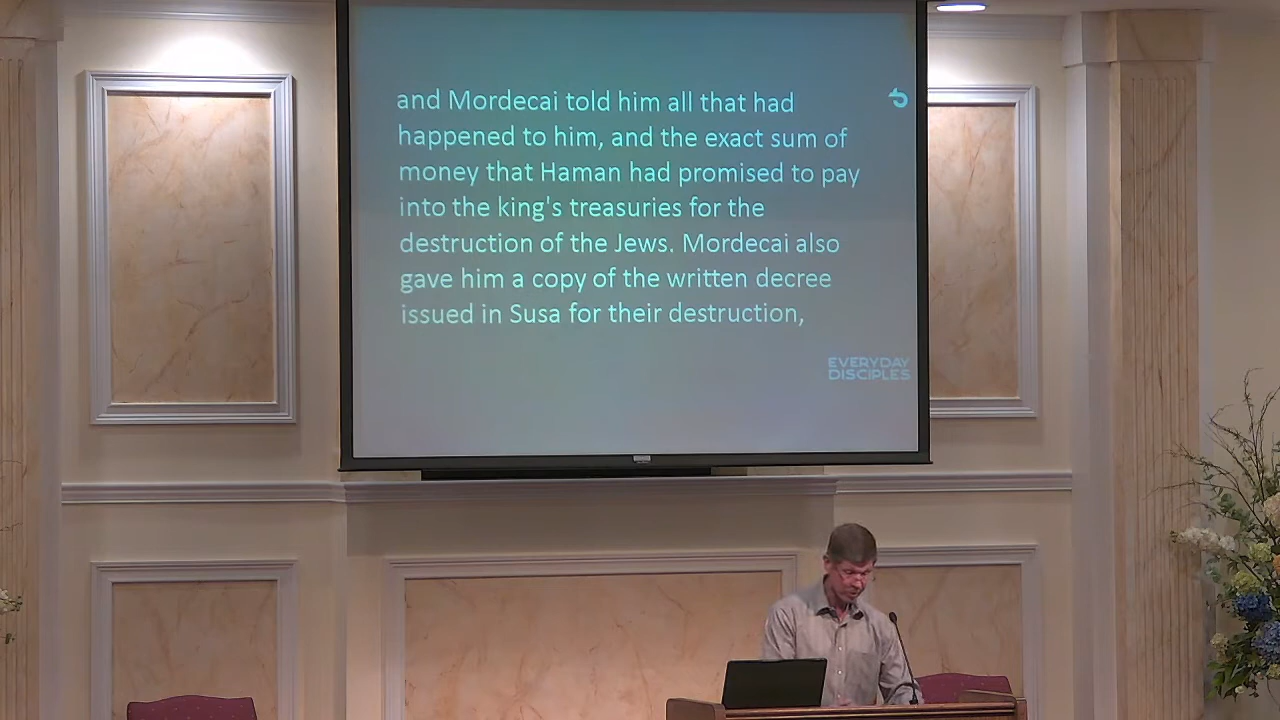 and Mordecai told him all that had
happened to him, and the exact sum of
money that Haman had promised to pay
into the king's treasuries for the
destruction of the Jews. Mordecai also
gave him a copy of the written decree
issued in Susa for their destruction,
EVERYDAY
DISCIPLES